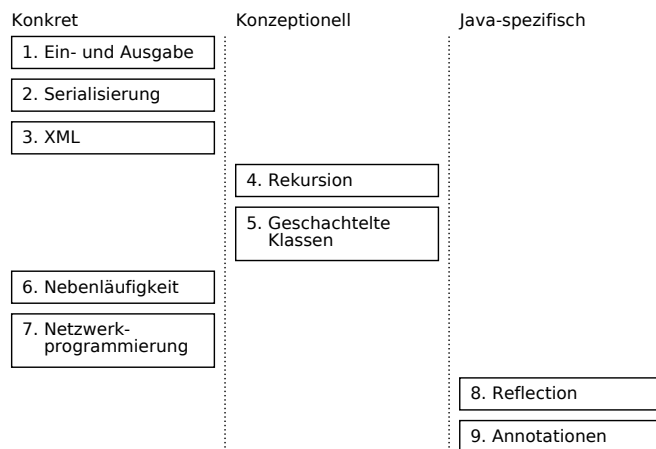 Konkret
Konzeptionell
Java-spezifisch
1. Ein- und Ausgabe
2. Serialisierung
3. XML
4. Rekursion
5. Geschachtelte
Klassen
6. Nebenläufigkeit
7. Netzwerk-
programmierung
8. Reflection
9. Annotationen